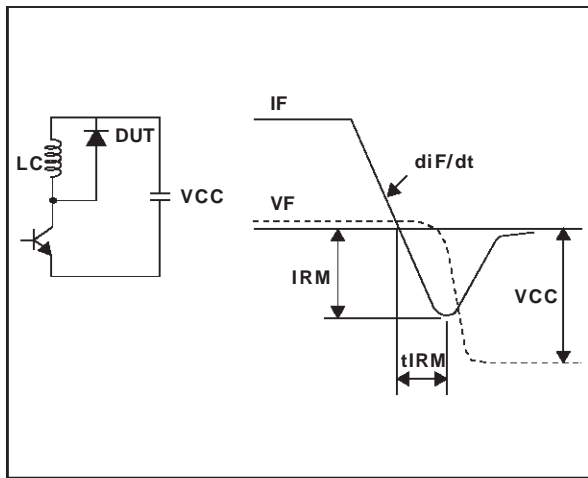 DUT
LC
VCC
IF
diF/dt
VF
IRM
VCC
tIRM